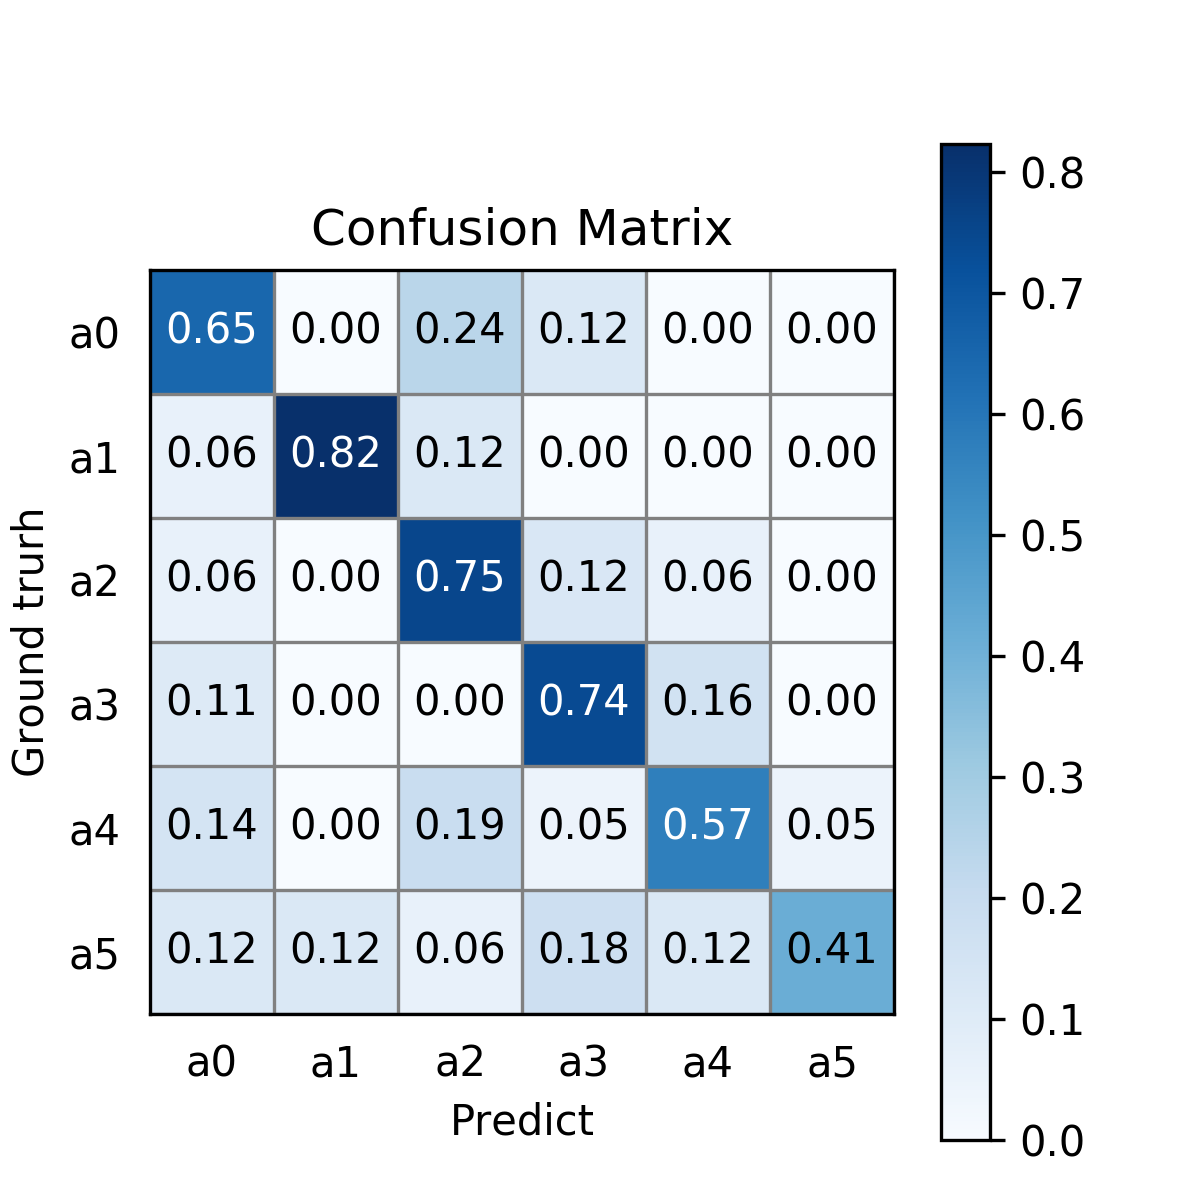 Confusion Matrix
a0 0.65 0.00 0.24 0.12 0.00 0.00
a1 0.06 0.82 0.12 0.00 0.00 0.00
a2 0.06 0.00 0.75 0.12 0.06 0.00
a3 0.11 0.00 0.00 0.74 0.16 0.00
a4 0.14 0.00 0.19 0.05 0.57 0.05
a5 0.12 0.12 0.06 0.18 0.12 0.41
a0 a1 a2 a3 a4 a5
Predict
Ground trurh
0.8
0.7
0.6
0.5
0.4
0.3
0.2
0.1
0.0